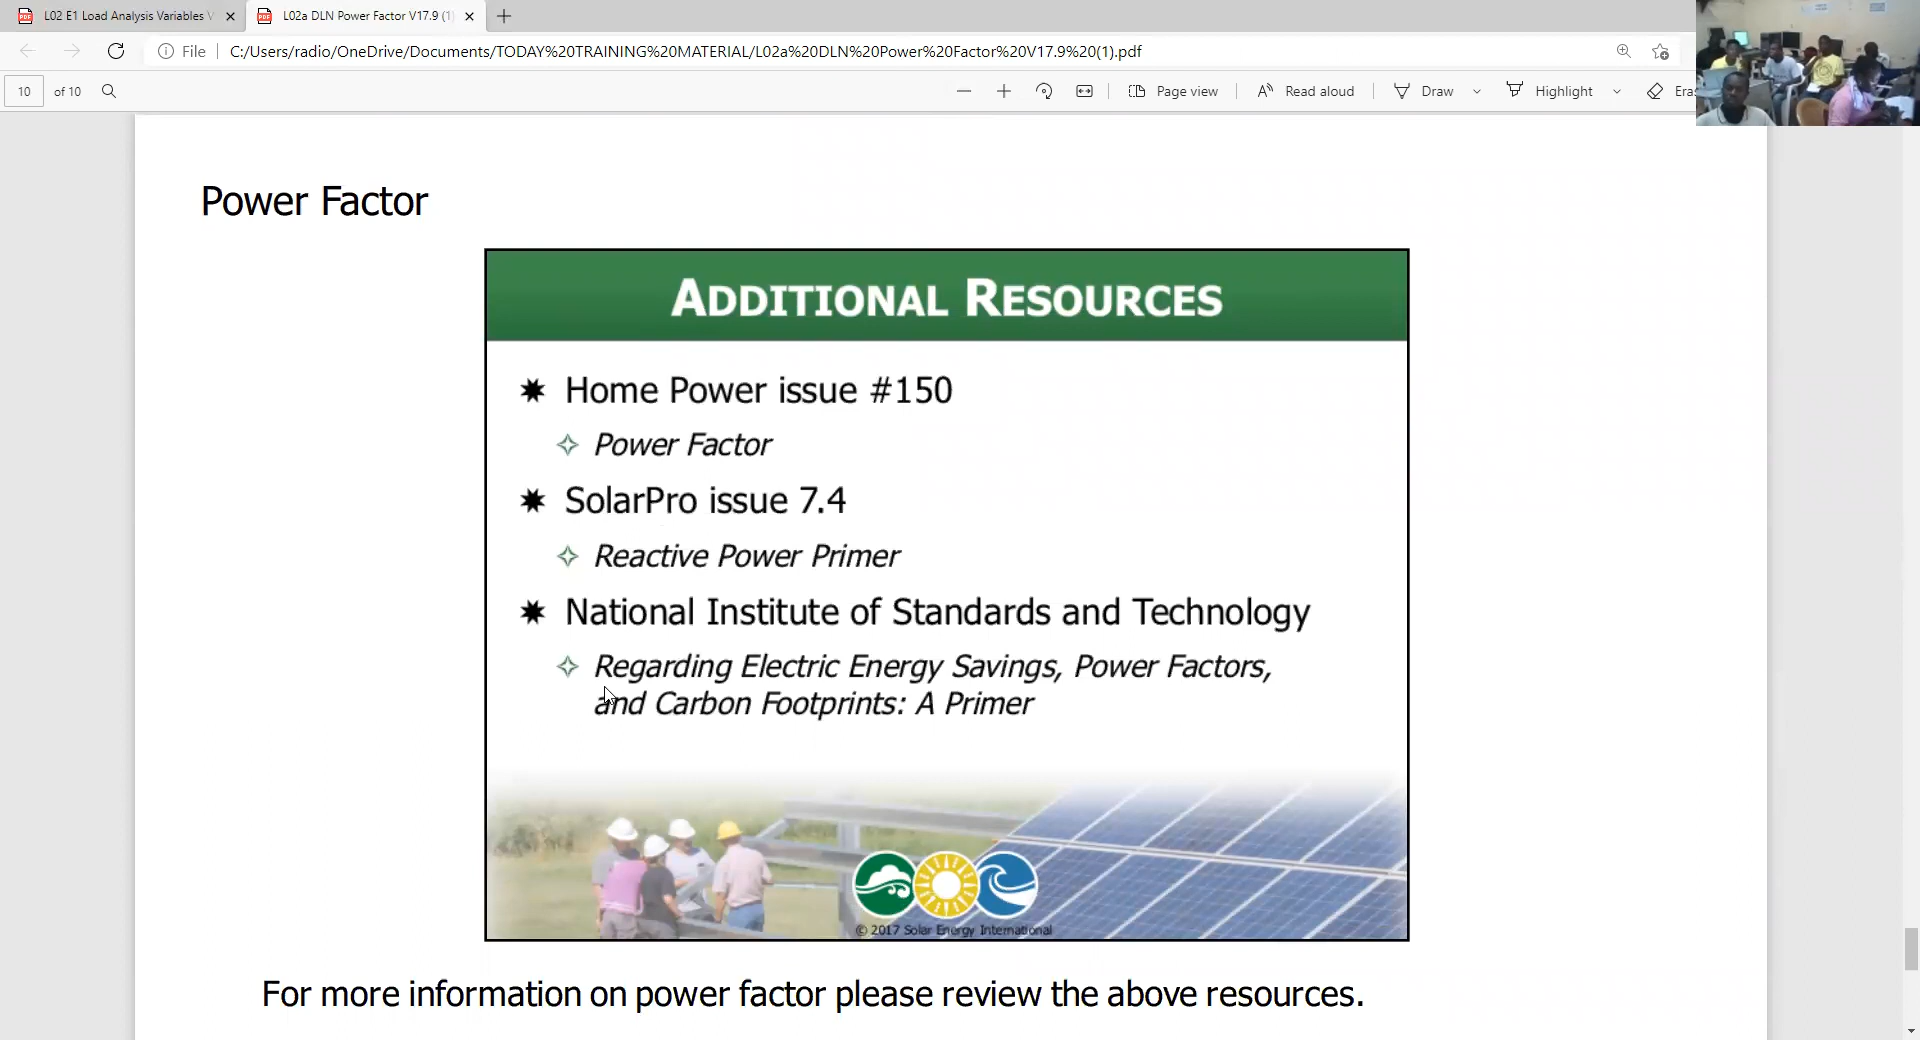 L02 E1 Load Analysis Variables V
L02a DLN Power Factor V17.9 (1)
File
C:/Users/radio/OneDrive/Documents/TODAY%20TRAINING%20MATERIAL/L02a%20DLN%20Power%20Factor%20V17.9%20(1).pdf
10 of 10
Page view
Read aloud
Draw
Highlight
Eras
Power Factor
ADDITIONAL RESOURCES
Home Power issue #150
Power Factor
SolarPro issue 7.4
Reactive Power Primer
National Institute of Standards and Technology
Regarding Electric Energy Savings, Power Factors,
and Carbon Footprints: A Primer
© 2017 Solar Energy International
For more information on power factor please review the above resources.